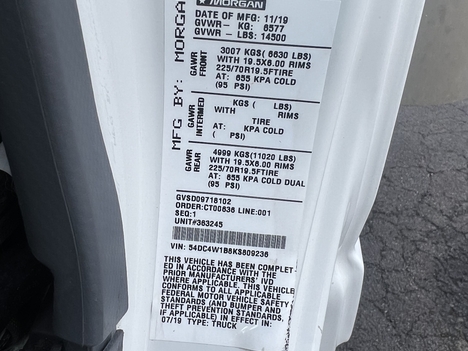 MORGAN
DATE OF MFG 11/19
GVWR- KG: 6577
GVWR - LBS: 14500
MFG BY: MORGAN
GAWR FRONT
3007 KGS(6630 LBS)
WITH 19.5X6.00 RIMS
225/70R19.5FTIRE
AT: 655 KPA COLD
(95 PSI)
GAWR INTERMED
KGS ( LBS)
WITH RIMS
TIRE
AT: KPA COLD
( PSI)
GAWR REAR
4999 KGS(11020 LBS)
WITH 19.5X6.00 RIMS
225/70R19.5FTIRE
AT: 655 KPA COLD DUAL
(95 PSI)
GVSD09716102
ORDER:CT00636 LINE:001
SEQ:1
UNIT#363245
VIN: 54DC4W1B8KS809236
THIS VEHICLE HAS BEEN COMPLET
ED IN ACCORDANCE WITH THE
PRIOR MANUFACTURERS' IVD
WHERE APPLICABLE. THIS VEHICLE
CONFORMS TO ALL APPLICABLE
FEDERAL MOTOR VEHICLE SAFETY
STANDARDS (AND BUMPER AND
THEFT PREVENTION STANDARDS
IF APPLICABLE) IN EFFECT IN:
07/19 TYPE: TRUCK